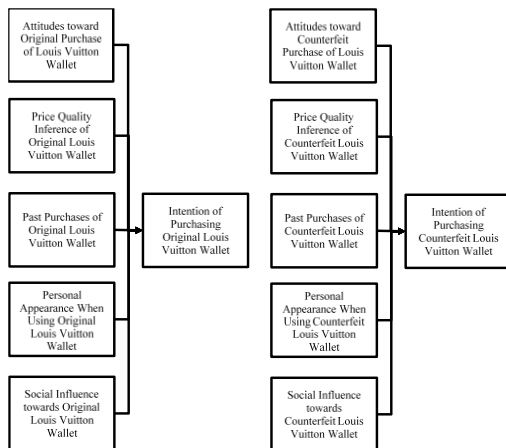 Attitudes toward
Original Purchase
of Louis Vuitton
Wallet
Price Quality
Inference of
Original Louis
Vuitton Wallet
Past Purchases of
Original Louis
Vuitton Wallet
Intention of
Purchasing
Original Louis
Vuitton Wallet
Personal
Appearance When
Using Original
Louis Vuitton
Wallet
Social Influence
towards Original
Louis Vuitton
Wallet
Attitudes toward
Counterfeit
Purchase of Louis
Vuitton Wallet
Price Quality
Inference of
Counterfeit Louis
Vuitton Wallet
Past Purchases of
Counterfeit Louis
Vuitton Wallet
Intention of
Purchasing
Counterfeit Louis
Vuitton Wallet
Personal
Appearance When
Using Counterfeit
Louis Vuitton
Wallet
Social Influence
towards
Counterfeit Louis
Vuitton Wallet